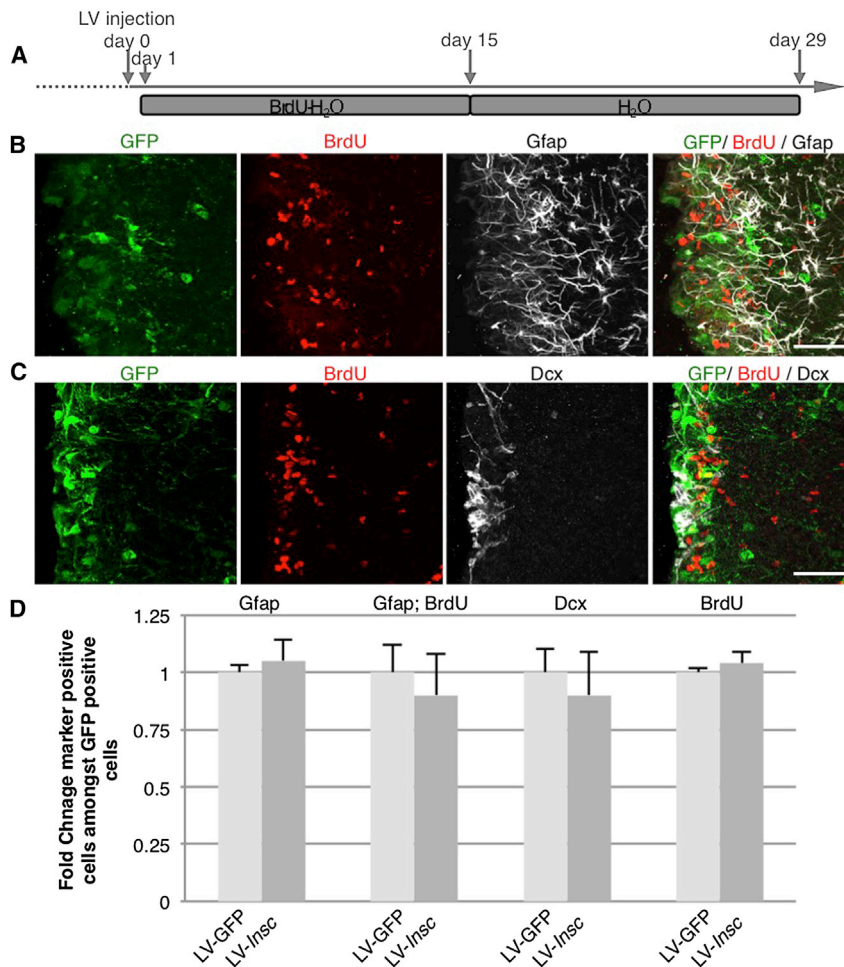 LV injection
day 0
day 1
day 15
day 29
A
BrdU-H₂O
H₂O
B
GFP
BrdU
Gfap
GFP/ BrdU / Gfap
C
GFP
BrdU
Dcx
GFP/ BrdU / Dcx
D
Gfap
Gfap; BrdU
Dcx
BrdU
Fold Chnage marker positive
cells amongst GFP positive
cells
1.25
1
0.75
0.5
0.25
0
LV-GFP
LV-Insc
LV-GFP
LV-Insc
LV-GFP
LV-Insc
LV-GFP
LV-Insc